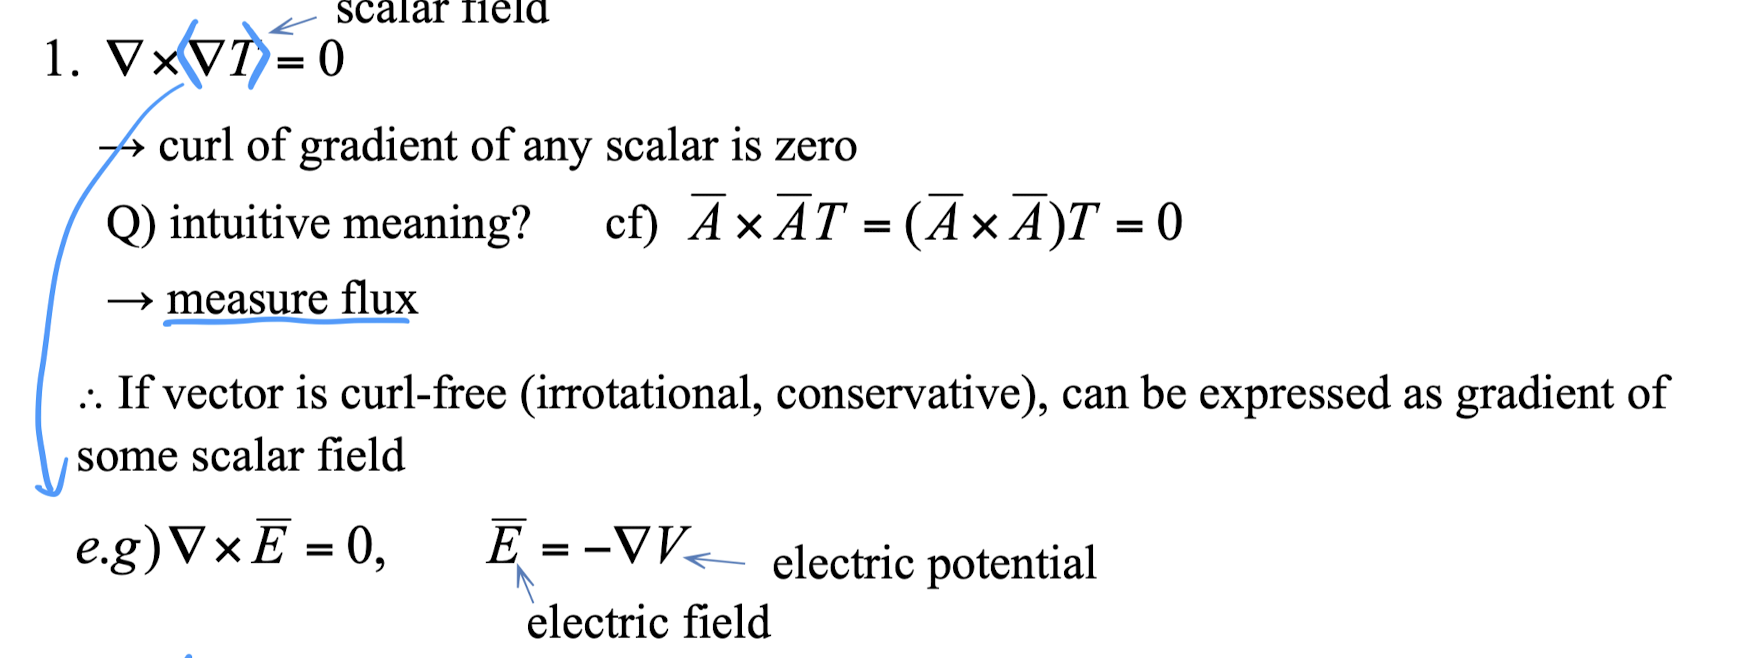 scalar field
1. ∇×(∇T) = 0
→ curl of gradient of any scalar is zero
Q) intuitive meaning? cf) A̅ × A̅T = (A̅ × A̅)T = 0
→ measure flux
∴ If vector is curl-free (irrotational, conservative), can be expressed as gradient of
some scalar field
e.g) ∇ × E̅ = 0, E̅ = −∇V electric potential
electric field